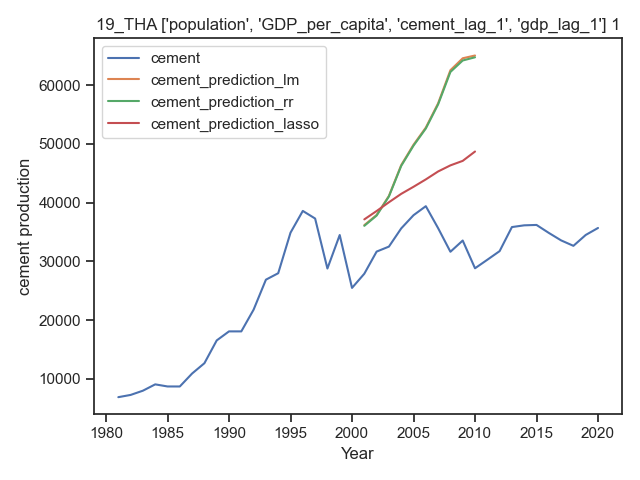 19_THA ['population', 'GDP_per_capita', 'cement_lag_1', 'gdp_lag_1'] 1
cement
cement_prediction_lm
cement_prediction_rr
cement_prediction_lasso
cement production
60000
50000
40000
30000
20000
10000
1980 1985 1990 1995 2000 2005 2010 2015 2020
Year